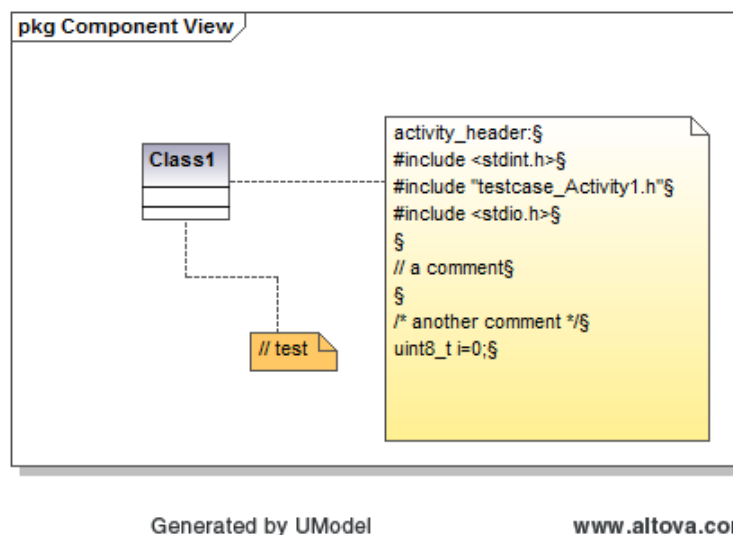 pkg Component View
Class1
activity_header:§
#include <stdint.h>§
#include "testcase_Activity1.h"§
#include <stdio.h>§
§
// a comment§
§
/* another comment */§
uint8_t i=0;§
// test
Generated by UModel
www.altova.com